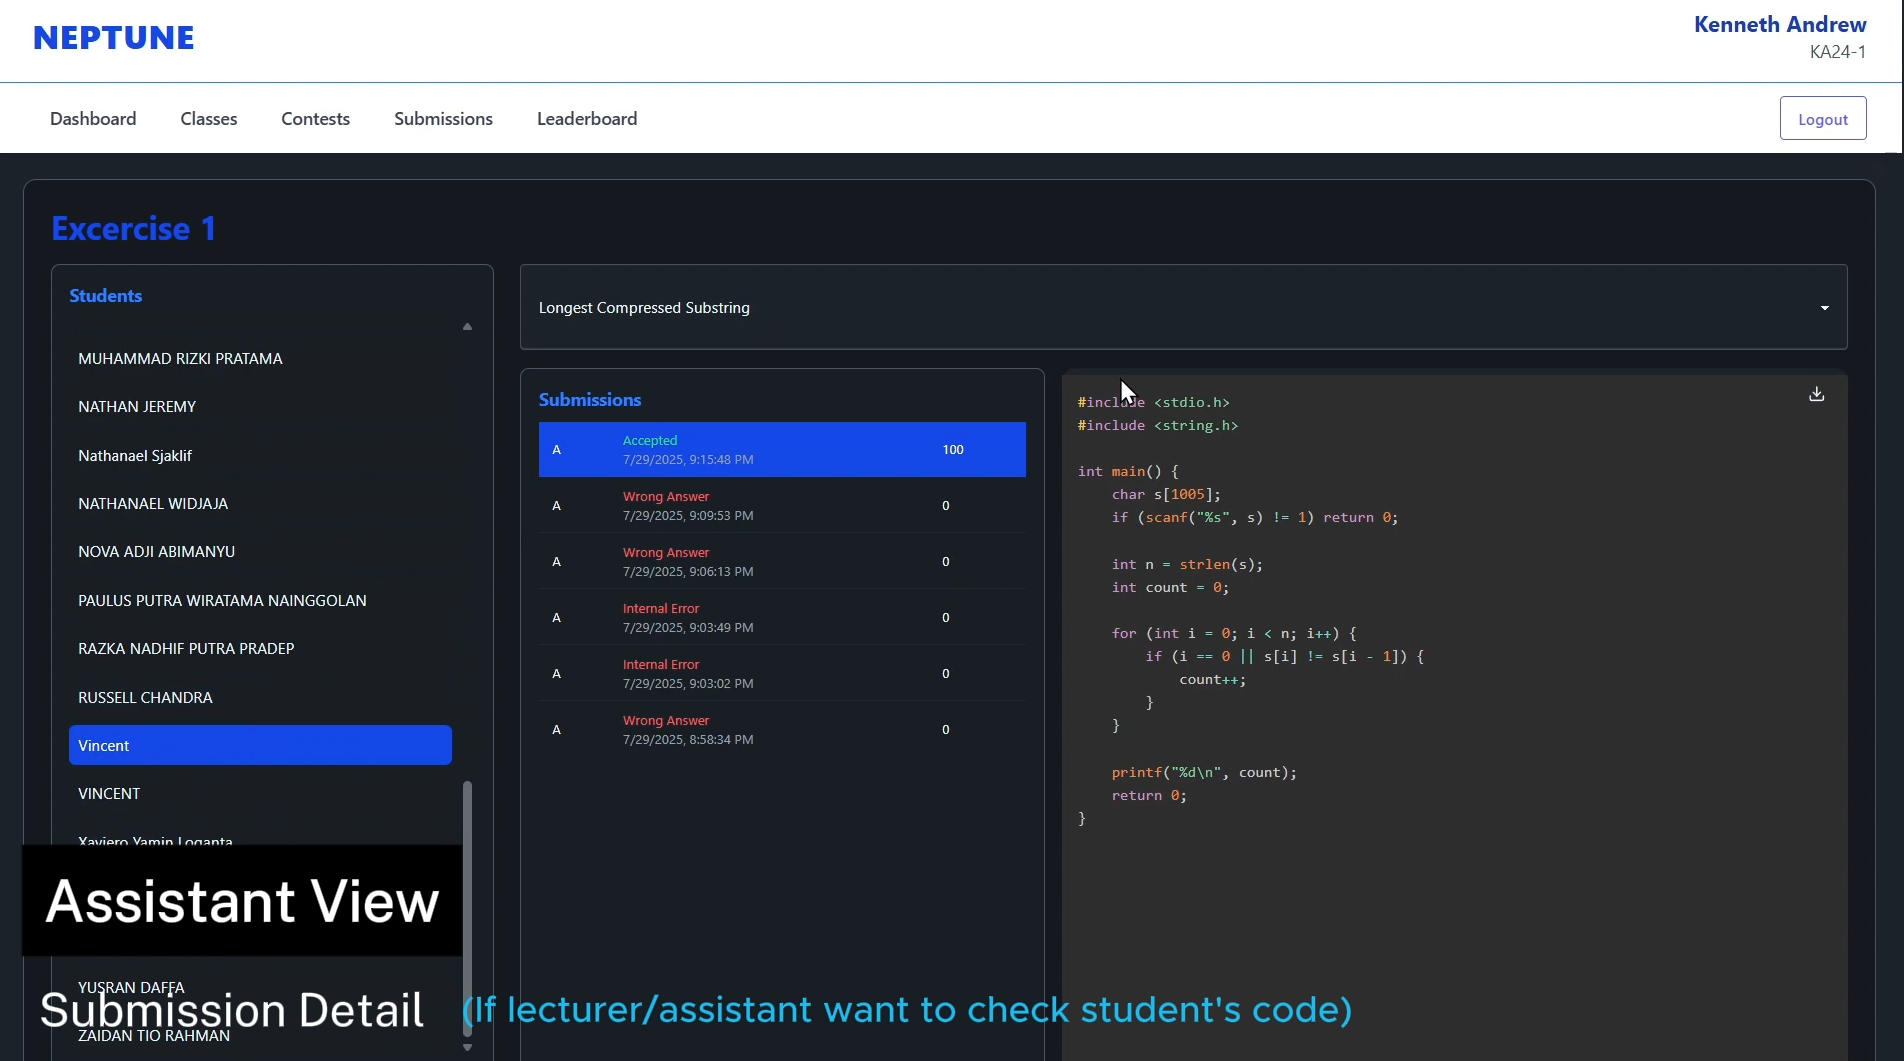 NEPTUNE
Kenneth Andrew
KA24-1
Dashboard Classes Contests Submissions Leaderboard
Logout
Excercise 1
Students
MUHAMMAD RIZKI PRATAMA
NATHAN JEREMY
Nathanael Sjaklif
NATHANAEL WIDJAJA
NOVA ADJI ABIMANYU
PAULUS PUTRA WIRATAMA NAINGGOLAN
RAZKA NADHIF PUTRA PRADEP
RUSSELL CHANDRA
Vincent
VINCENT
Xaviero Yamin Loganta
YUSRAN DAFFA
ZAIDAN TIO RAHMAN
Longest Compressed Substring
Submissions
A Accepted 100
7/29/2025, 9:15:48 PM
A Wrong Answer 0
7/29/2025, 9:09:53 PM
A Wrong Answer 0
7/29/2025, 9:06:13 PM
A Internal Error 0
7/29/2025, 9:03:49 PM
A Internal Error 0
7/29/2025, 9:03:02 PM
A Wrong Answer 0
7/29/2025, 8:58:34 PM
#include <stdio.h>
#include <string.h>
int main() {
char s[1005];
if (scanf("%s", s) != 1) return 0;
int n = strlen(s);
int count = 0;
for (int i = 0; i < n; i++) {
if (i == 0 || s[i] != s[i - 1]) {
count++;
}
}
printf("%d\n", count);
return 0;
}
Assistant View
Submission Detail (If lecturer/assistant want to check student's code)